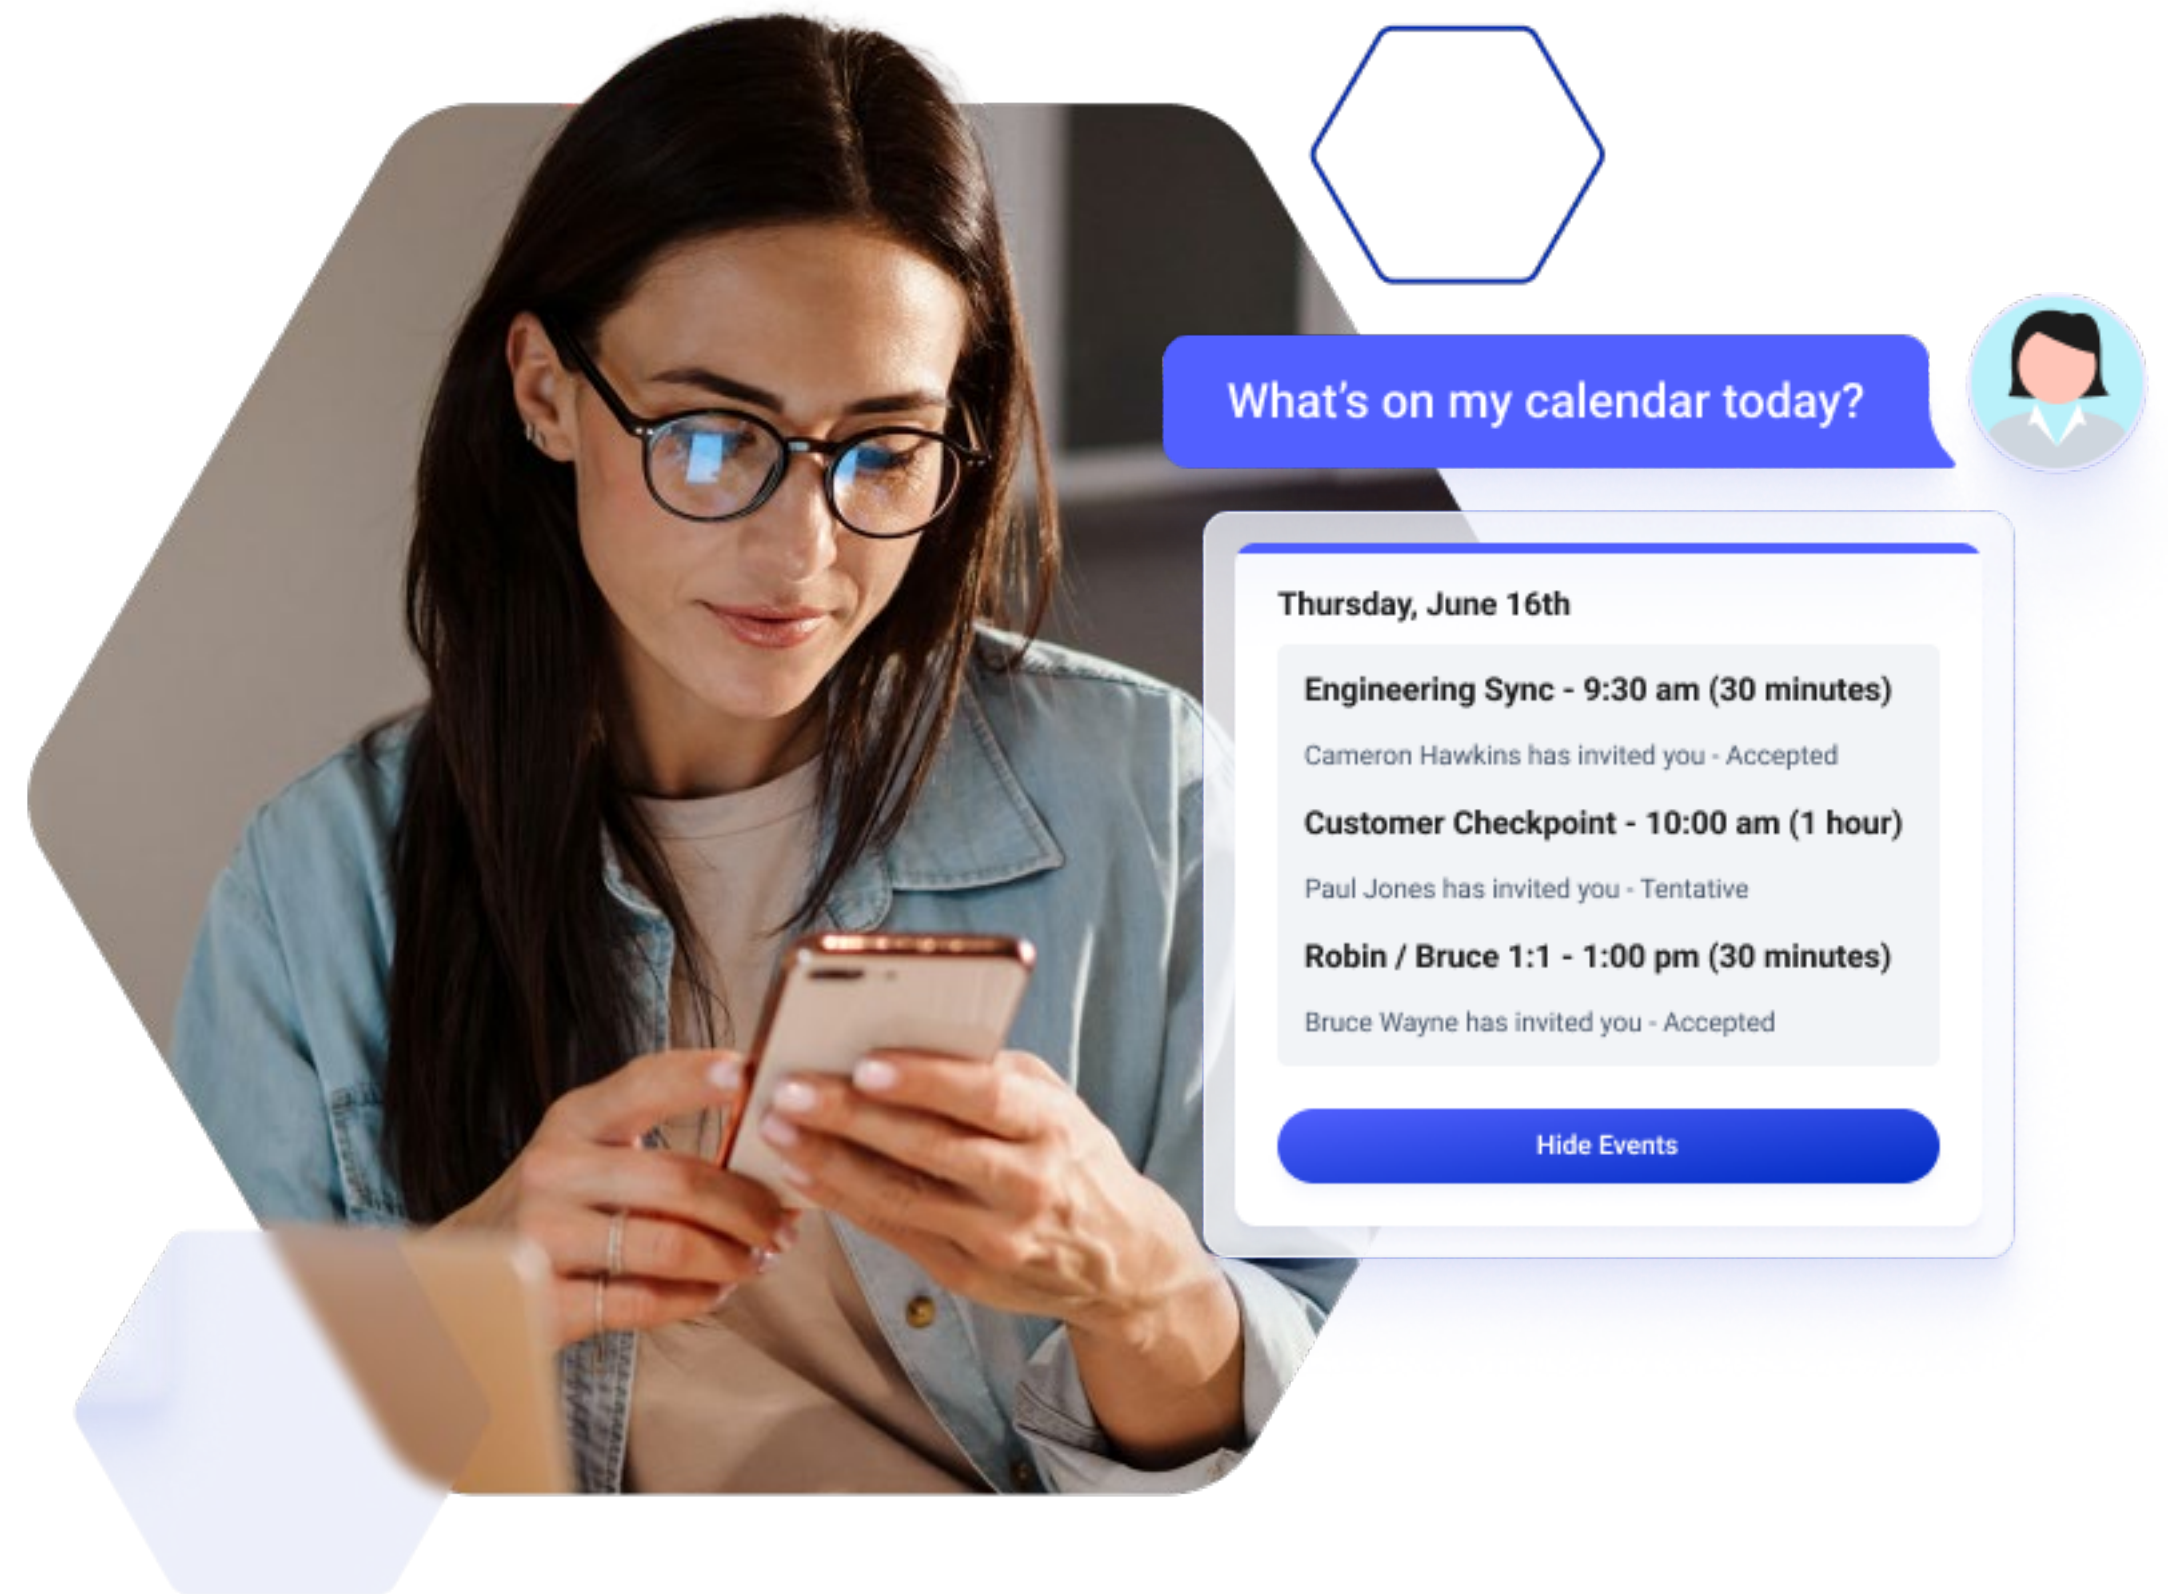 What’s on my calendar today?
Thursday, June 16th
Engineering Sync - 9:30 am (30 minutes)
Cameron Hawkins has invited you - Accepted
Customer Checkpoint - 10:00 am (1 hour)
Paul Jones has invited you - Tentative
Robin / Bruce 1:1 - 1:00 pm (30 minutes)
Bruce Wayne has invited you - Accepted
Hide Events